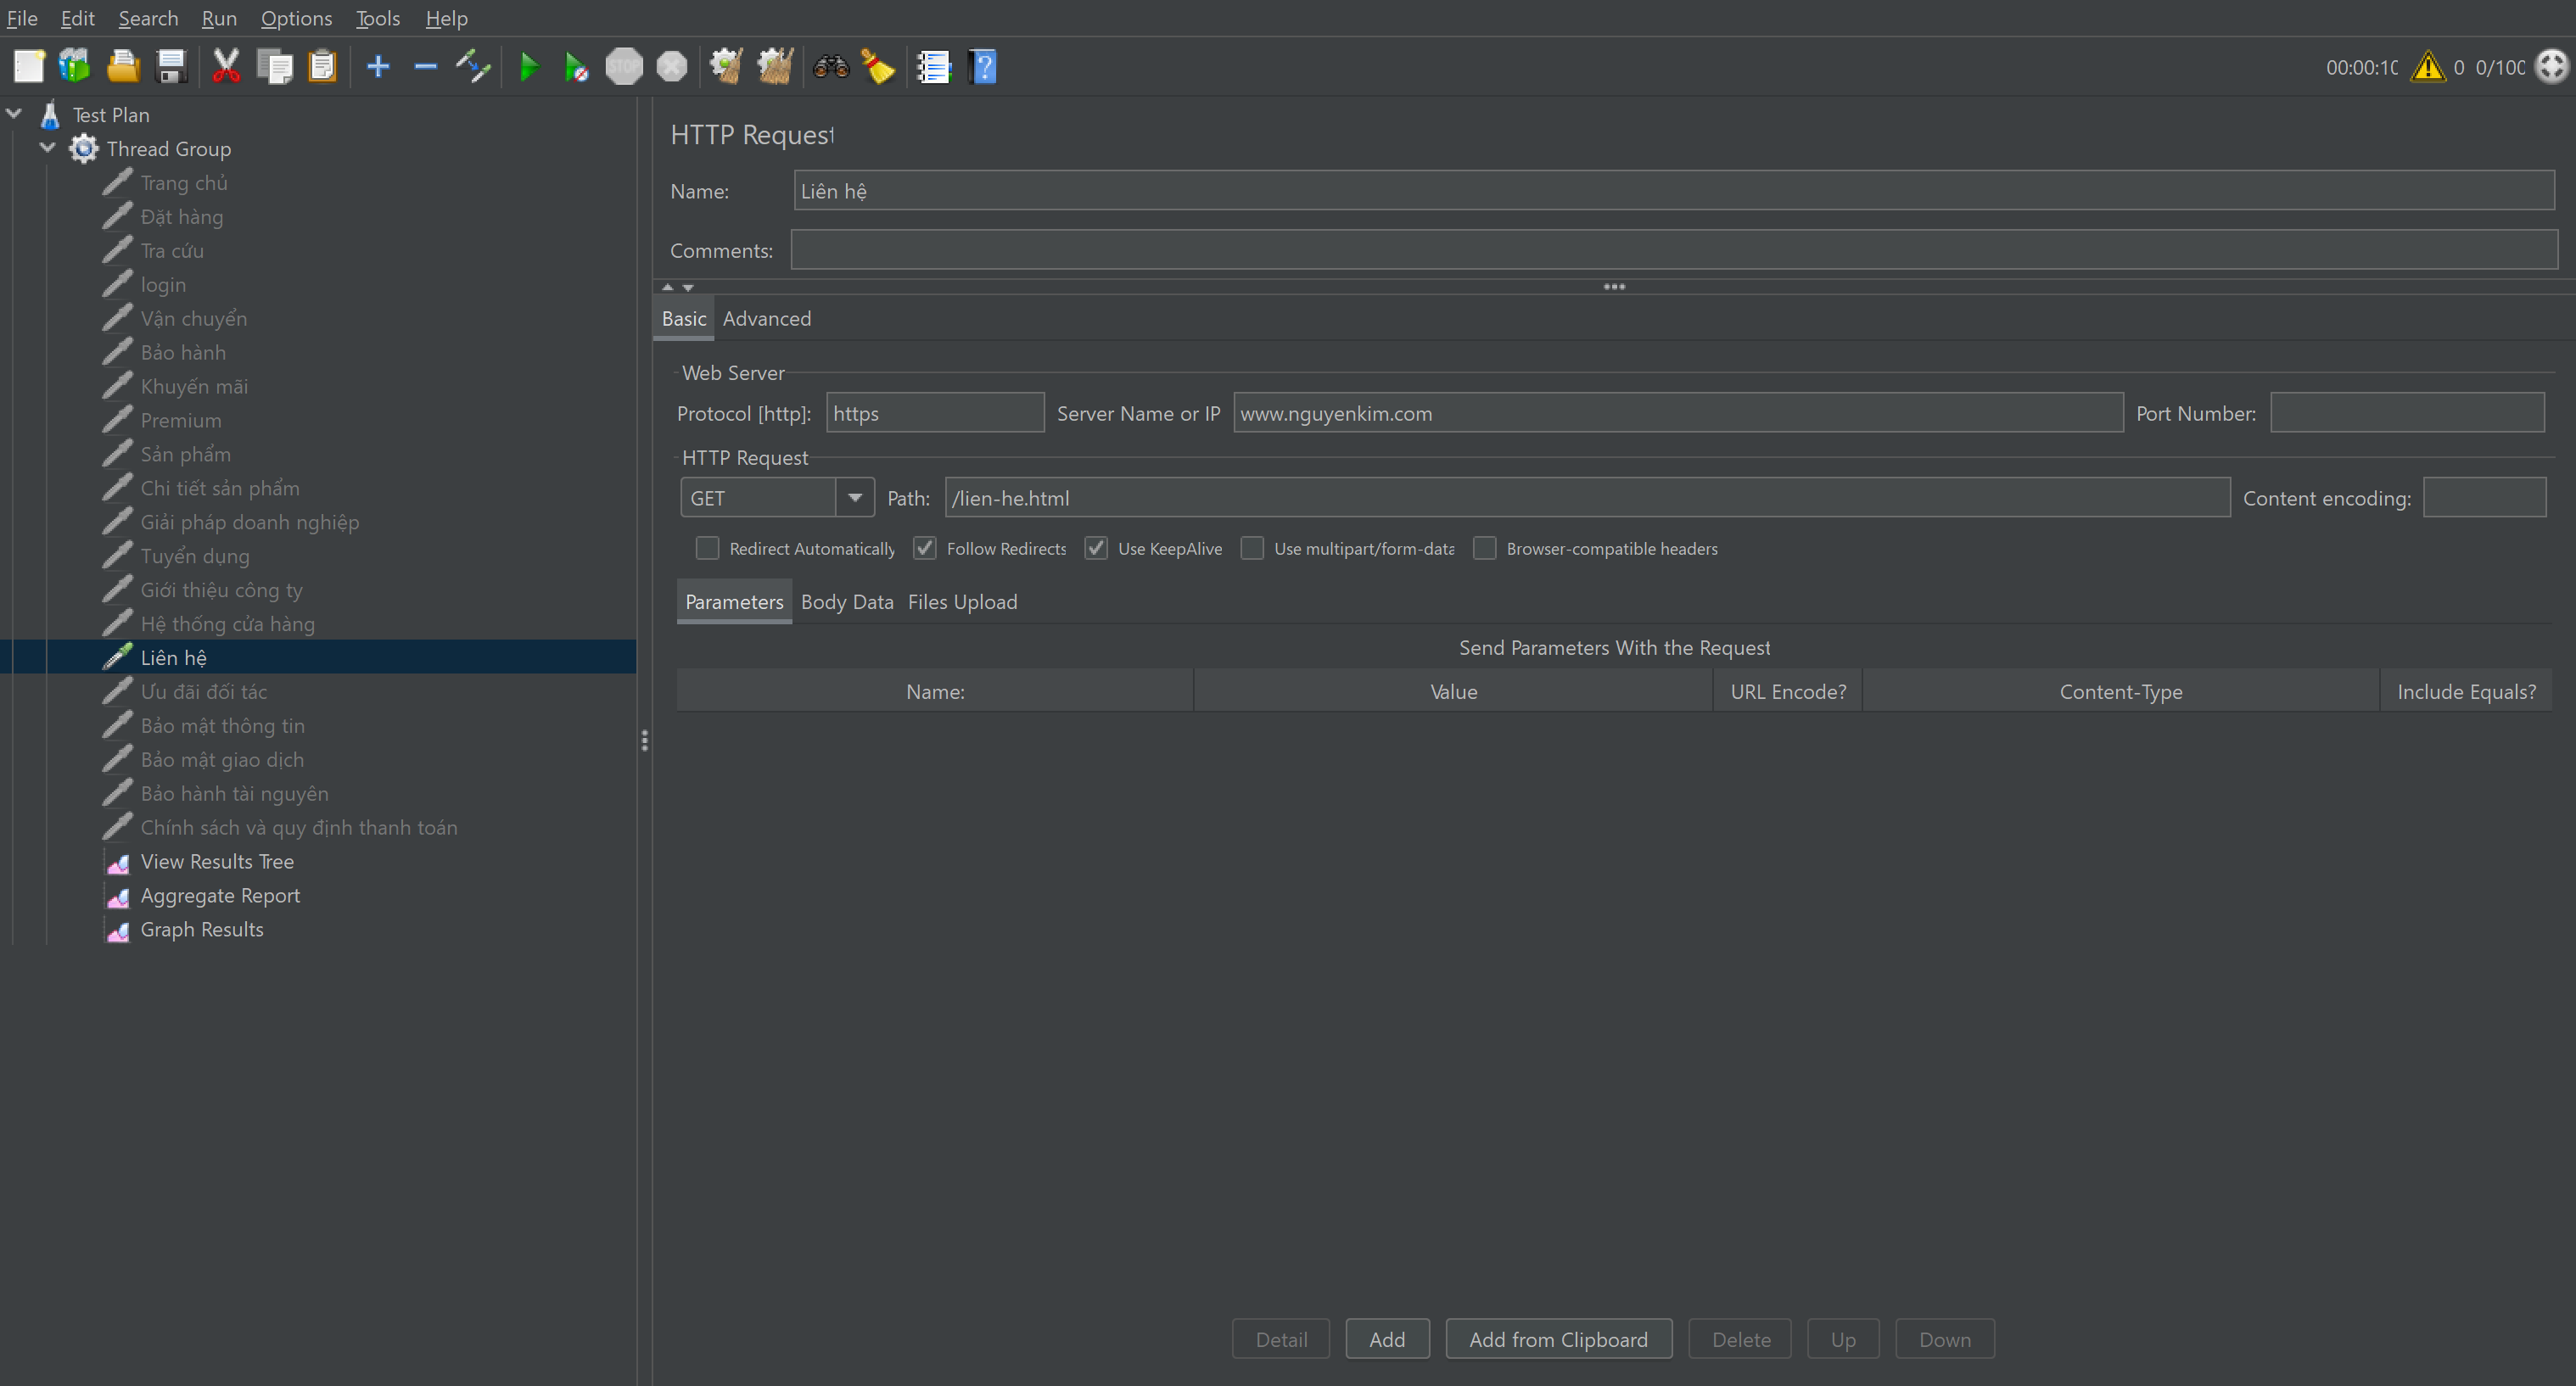 File Edit Search Run Options Tools Help
STOP
00:00:10 0 0/100
Test Plan
Thread Group
Trang chủ
Đặt hàng
Tra cứu
login
Vận chuyển
Bảo hành
Khuyến mãi
Premium
Sản phẩm
Chi tiết sản phẩm
Giải pháp doanh nghiệp
Tuyển dụng
Giới thiệu công ty
Hệ thống cửa hàng
Liên hệ
Ưu đãi đối tác
Bảo mật thông tin
Bảo mật giao dịch
Bảo hành tài nguyên
Chính sách và quy định thanh toán
View Results Tree
Aggregate Report
Graph Results
HTTP Request
Name: Liên hệ
Comments:
Basic Advanced
Web Server
Protocol [http]: https Server Name or IP www.nguyenkim.com Port Number:
HTTP Request
GET Path: /lien-he.html Content encoding:
Redirect Automatically Follow Redirects Use KeepAlive Use multipart/form-data Browser-compatible headers
Parameters Body Data Files Upload
Send Parameters With the Request
Name: Value URL Encode? Content-Type Include Equals?
Detail Add Add from Clipboard Delete Up Down